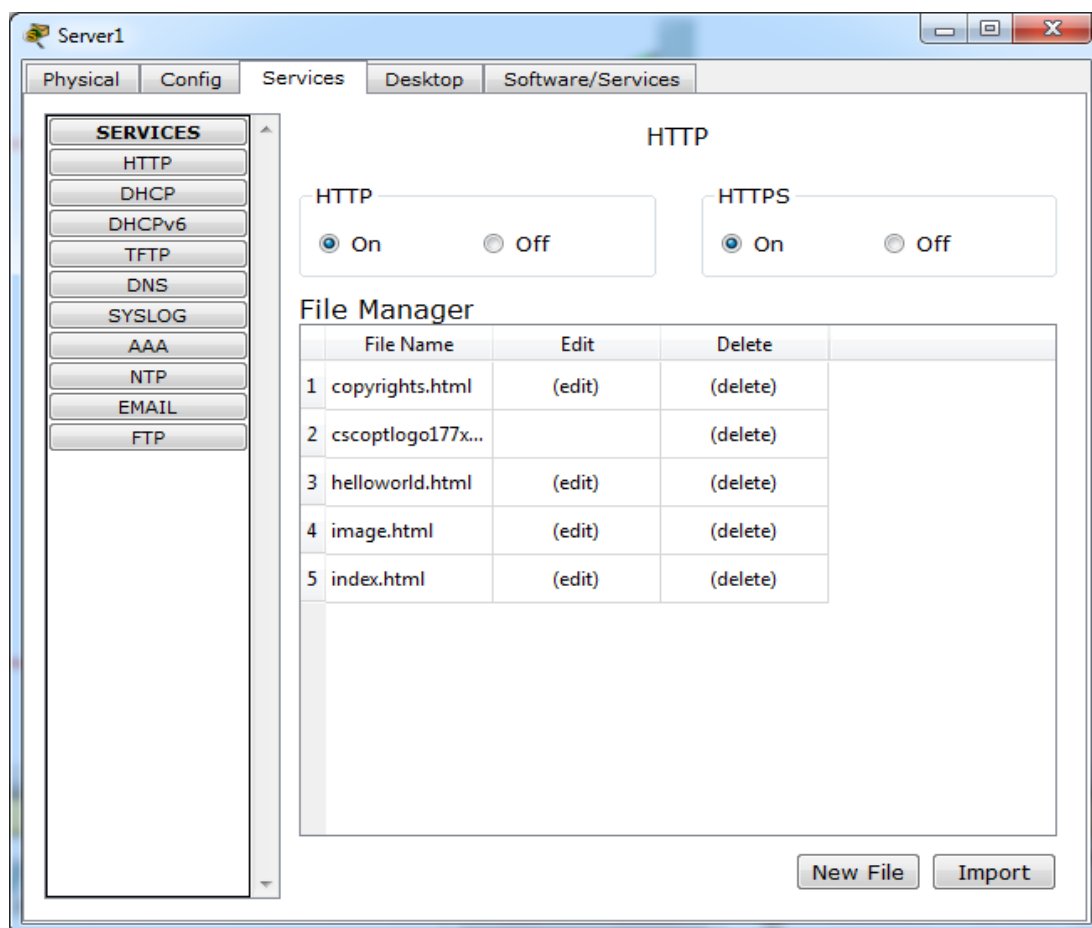 Server1
Physical Config Services Desktop Software/Services
SERVICES
HTTP
DHCP
DHCPv6
TFTP
DNS
SYSLOG
AAA
NTP
EMAIL
FTP
HTTP
HTTP HTTPS
On Off On Off
File Manager
File Name Edit Delete
1 copyrights.html (edit) (delete)
2 cscoptlogo177x... (delete)
3 helloworld.html (edit) (delete)
4 image.html (edit) (delete)
5 index.html (edit) (delete)
New File Import